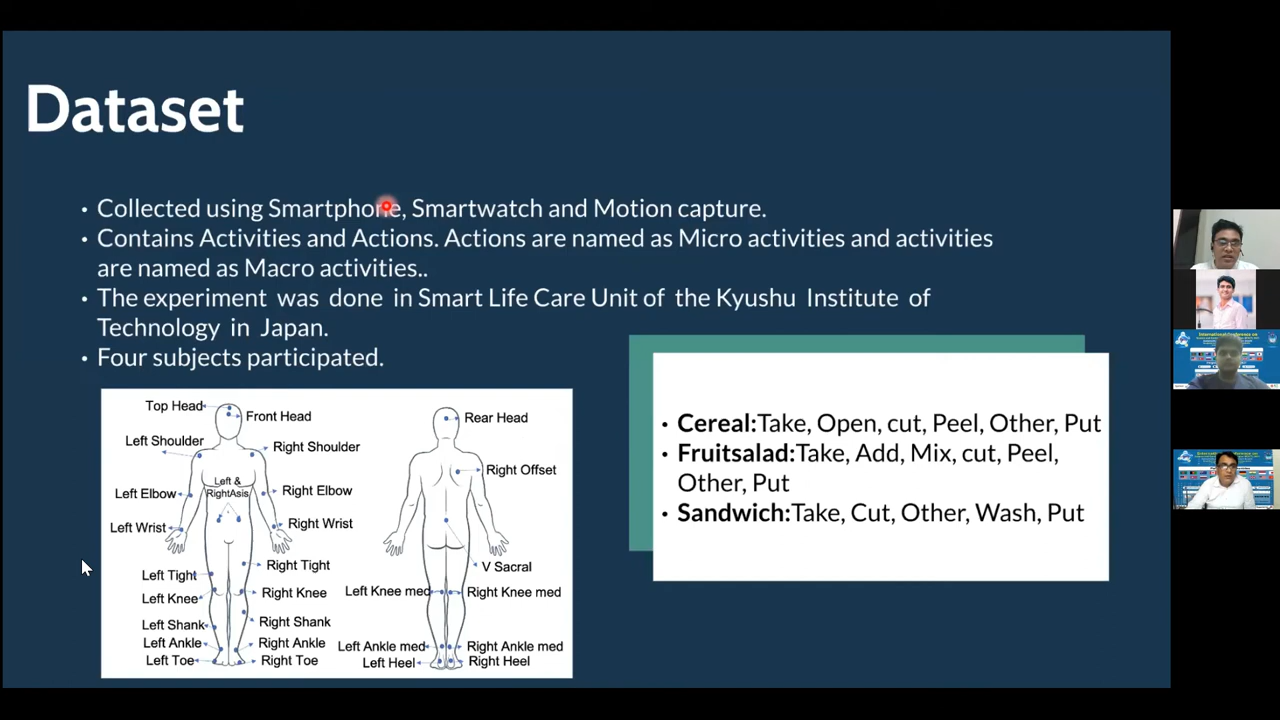 Dataset
• Collected using Smartphone, Smartwatch and Motion capture.
• Contains Activities and Actions. Actions are named as Micro activities and activities
are named as Macro activities..
• The experiment was done in Smart Life Care Unit of the Kyushu Institute of
Technology in Japan.
• Four subjects participated.
Top Head
Front Head
Left Shoulder
Right Shoulder
Left &
RightAsis
Left Elbow
Right Elbow
Left Wrist
Right Wrist
Left Tight
Right Tight
Left Knee
Right Knee
Left Shank
Right Shank
Left Ankle
Right Ankle
Left Toe
Right Toe
Rear Head
Right Offset
V Sacral
Left Knee med
Right Knee med
Left Ankle med
Right Ankle med
Left Heel
Right Heel
• Cereal:Take, Open, cut, Peel, Other, Put
• Fruitsalad:Take, Add, Mix, cut, Peel,
Other, Put
• Sandwich:Take, Cut, Other, Wash, Put
International Conference on